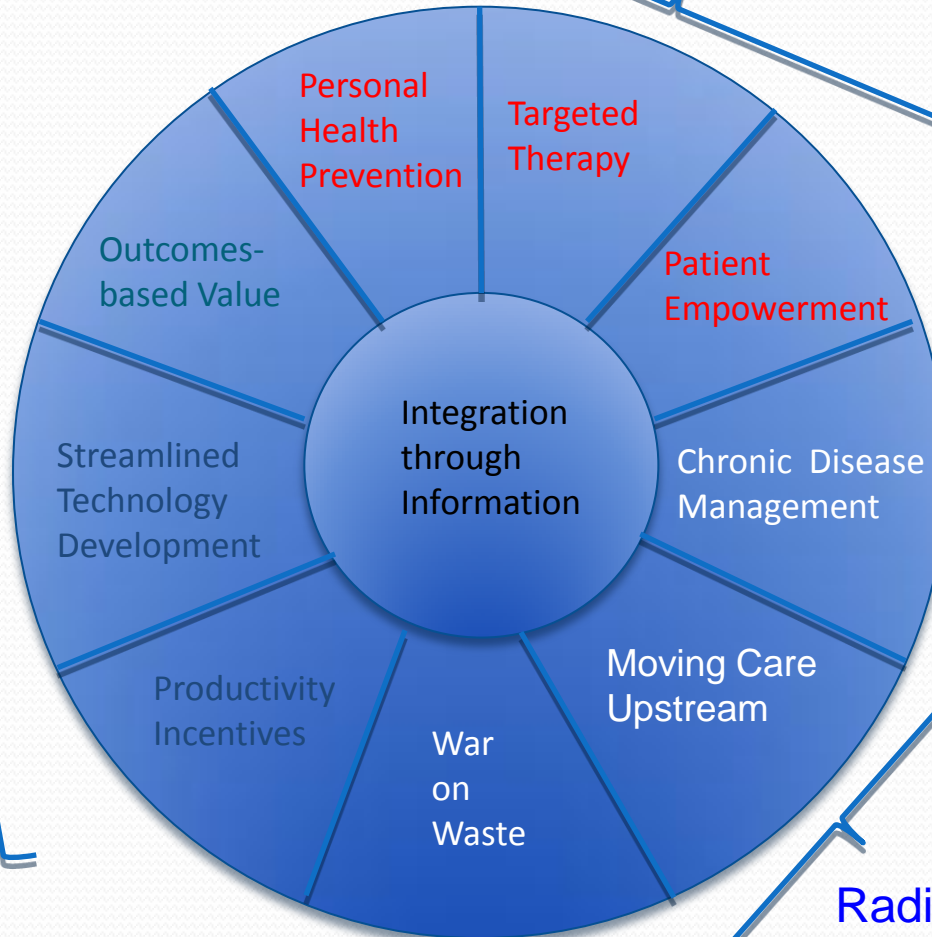 Personal
Health
Prevention
Targeted
Therapy
Patient
Empowerment
Chronic Disease
Management
Moving Care
Upstream
War
on
Waste
Productivity
Incentives
Streamlined
Technology
Development
Outcomes-
based Value
Integration
through
Information